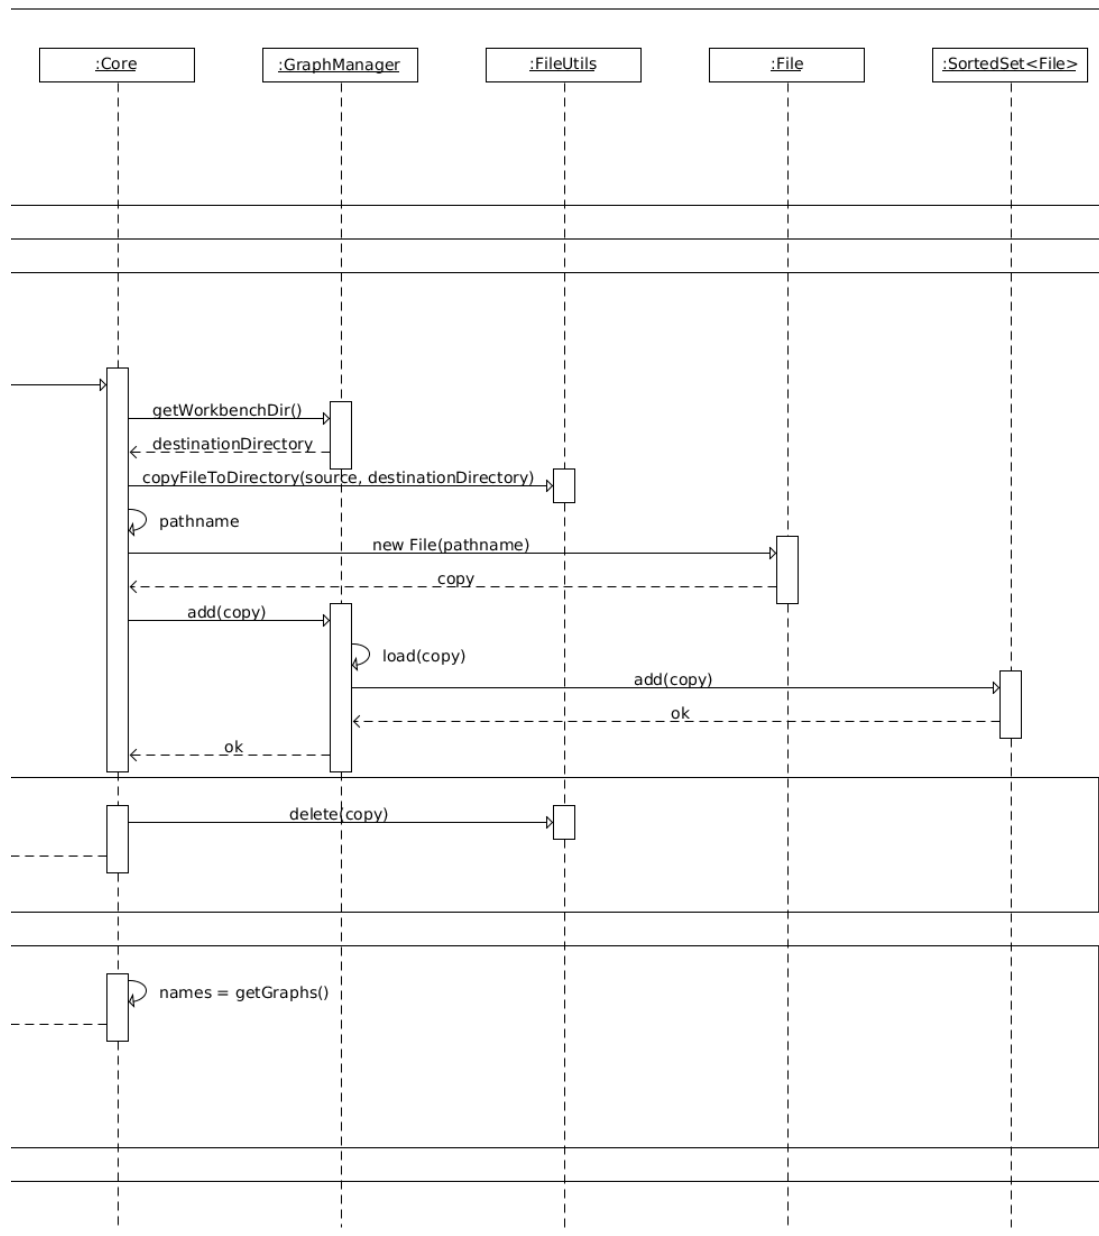 :Core
:GraphManager
:FileUtils
:File
:SortedSet<File>
getWorkbenchDir()
destinationDirectory
copyFileToDirectory(source, destinationDirectory)
pathname
new File(pathname)
copy
add(copy)
load(copy)
add(copy)
ok
ok
delete(copy)
names = getGraphs()